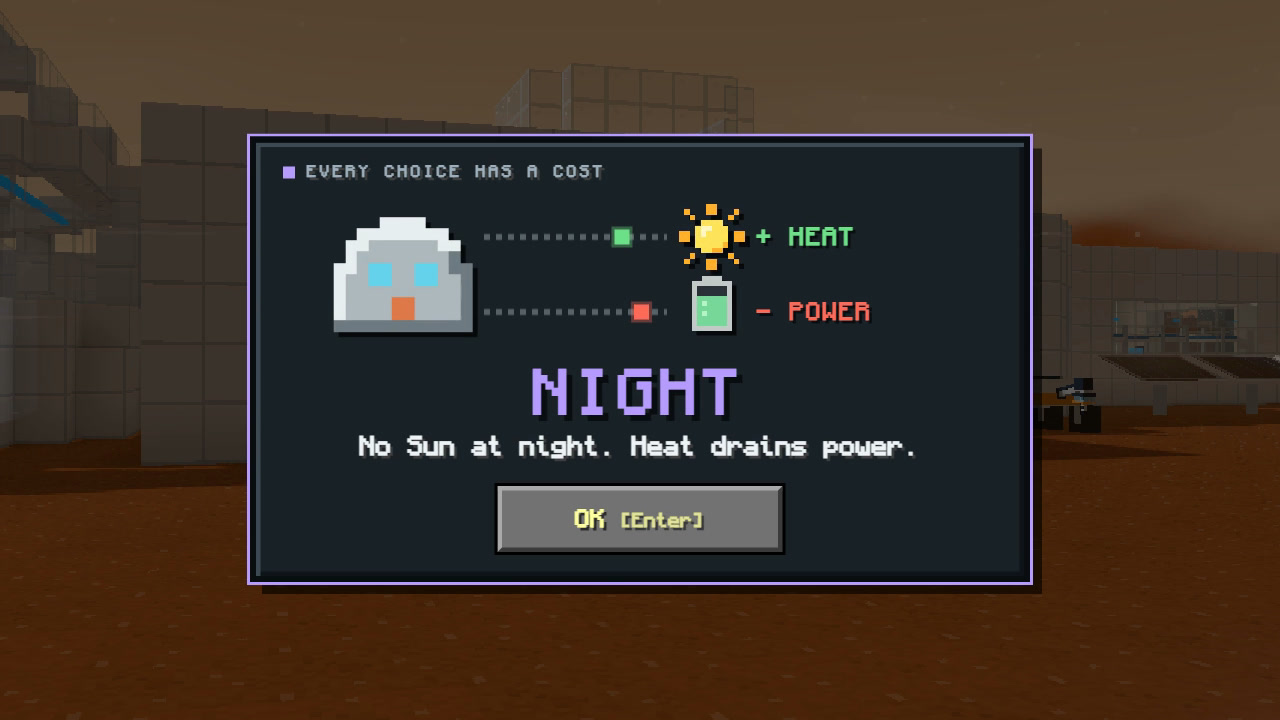 EVERY CHOICE HAS A COST
+ HEAT
- POWER
NIGHT
No Sun at night. Heat drains power.
OK [Enter]